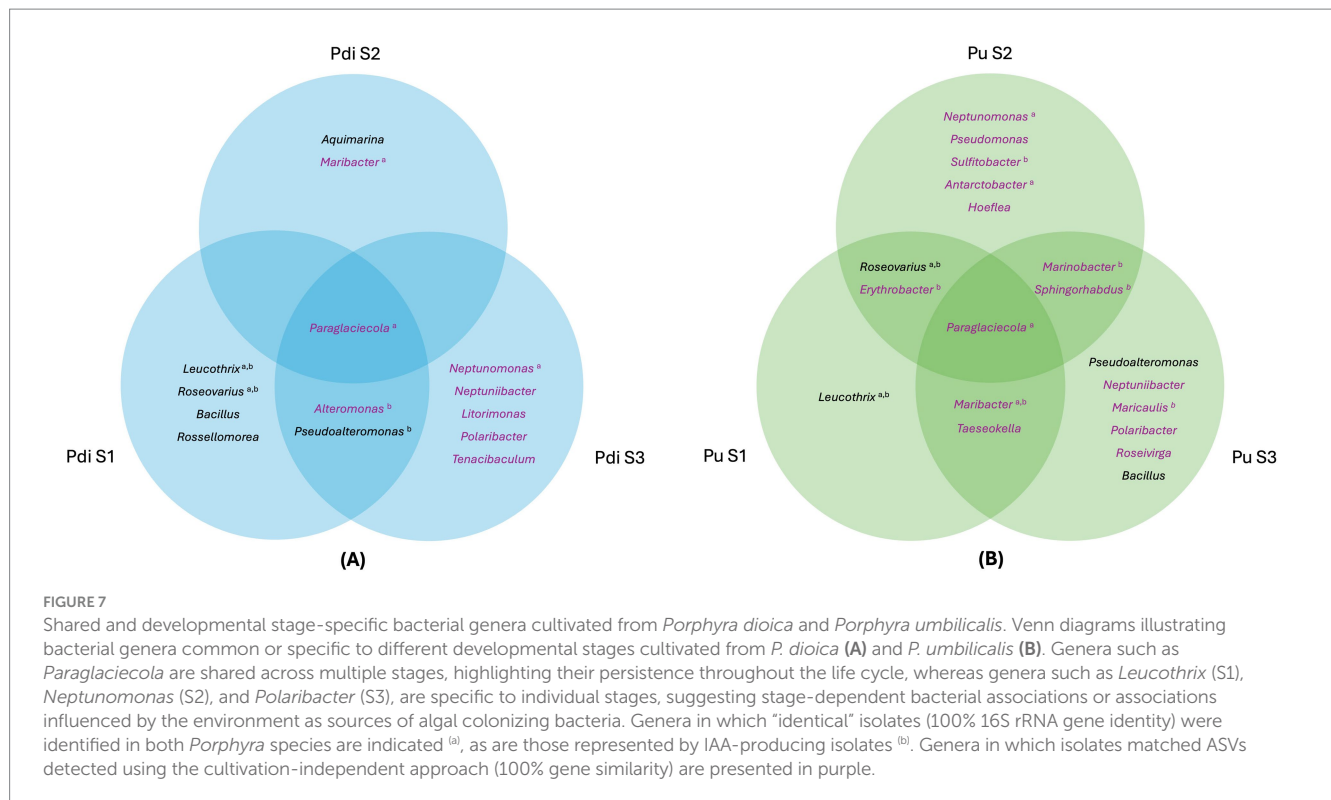 Pdi S2
Aquimarina
Maribacter ᵃ
Paraglaciecola ᵃ
Leucothrix ᵃ,ᵇ
Roseovarius ᵃ,ᵇ
Bacillus
Rossellomorea
Alteromonas ᵇ
Pseudoalteromonas ᵇ
Neptunomonas ᵃ
Neptuniibacter
Litorimonas
Polaribacter
Tenacibaculum
Pdi S1
Pdi S3
(A)
Pu S2
Neptunomonas ᵃ
Pseudomonas
Sulfitobacter ᵇ
Antarctobacter ᵃ
Hoeflea
Roseovarius ᵃ,ᵇ
Erythrobacter ᵇ
Marinobacter ᵇ
Sphingorhabdus ᵇ
Paraglaciecola ᵃ
Leucothrix ᵃ,ᵇ
Maribacter ᵃ,ᵇ
Taeseokella
Pseudoalteromonas
Neptuniibacter
Maricaulis ᵇ
Polaribacter
Roseivirga
Bacillus
Pu S1
Pu S3
(B)
FIGURE 7
Shared and developmental stage-specific bacterial genera cultivated from Porphyra dioica and Porphyra umbilicalis. Venn diagrams illustrating
bacterial genera common or specific to different developmental stages cultivated from P. dioica (A) and P. umbilicalis (B). Genera such as
Paraglaciecola are shared across multiple stages, highlighting their persistence throughout the life cycle, whereas genera such as Leucothrix (S1),
Neptunomonas (S2), and Polaribacter (S3), are specific to individual stages, suggesting stage-dependent bacterial associations or associations
influenced by the environment as sources of algal colonizing bacteria. Genera in which “identical” isolates (100% 16S rRNA gene identity) were
identified in both Porphyra species are indicated ⁽ᵃ⁾, as are those represented by IAA-producing isolates ⁽ᵇ⁾. Genera in which isolates matched ASVs
detected using the cultivation-independent approach (100% gene similarity) are presented in purple.